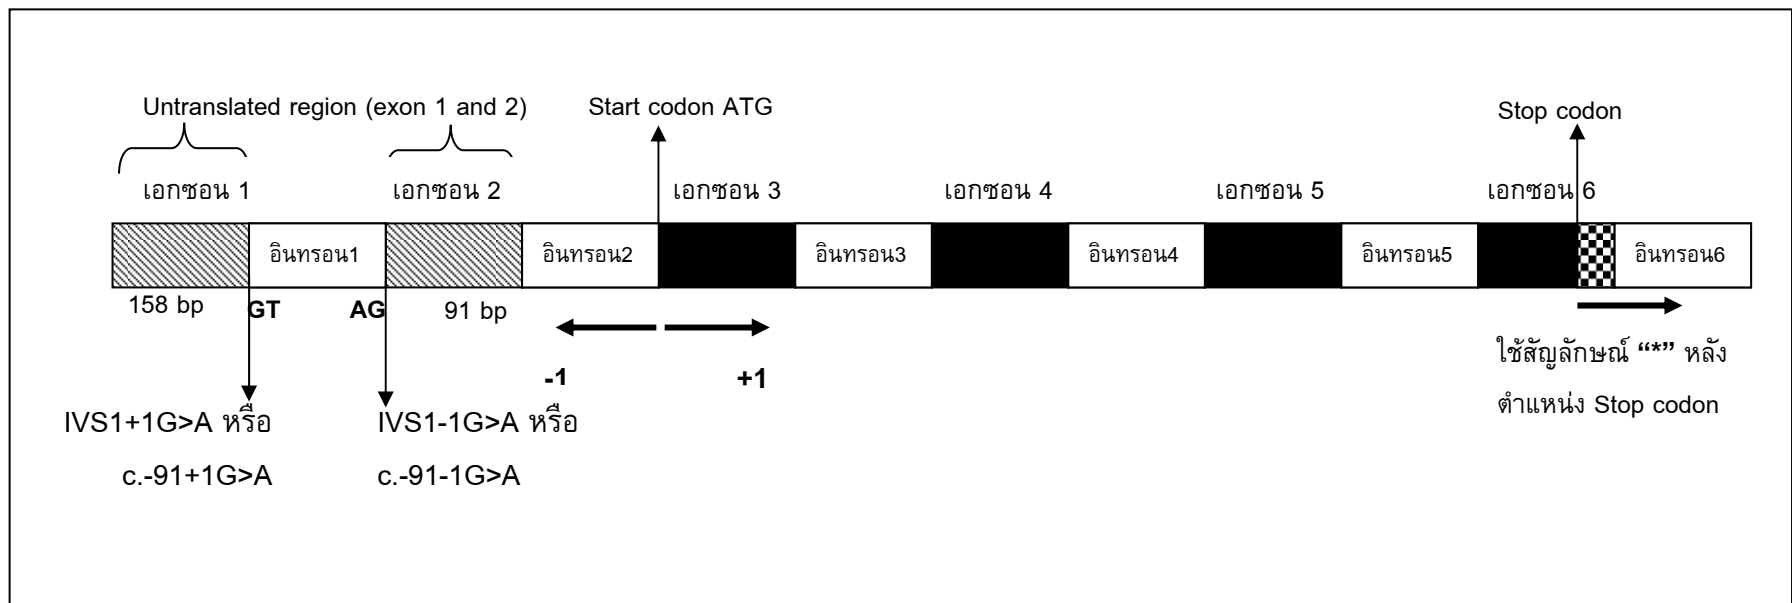 Untranslated region (exon 1 and 2)
Start codon ATG
Stop codon
เอกซอน 1
เอกซอน 2
เอกซอน 3
เอกซอน 4
เอกซอน 5
เอกซอน 6
อินทรอน1
อินทรอน2
อินทรอน3
อินทรอน4
อินทรอน5
อินทรอน6
158 bp
GT
AG
91 bp
-1
+1
ใช้สัญลักษณ์ “*” หลัง
ตำแหน่ง Stop codon
IVS1+1G>A หรือ
c.-91+1G>A
IVS1-1G>A หรือ
c.-91-1G>A